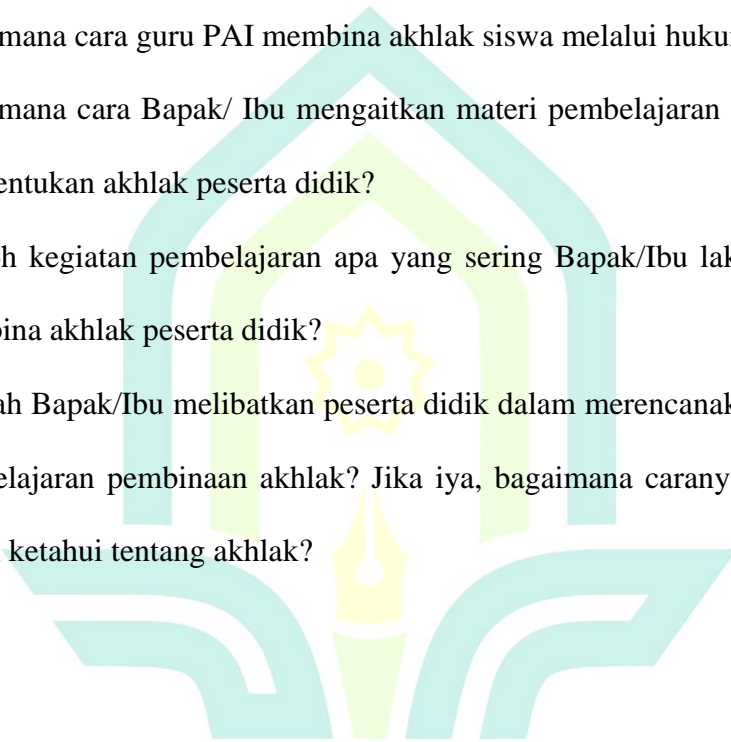 mana cara guru PAI membina akhlak siswa melalui huku
mana cara Bapak/ Ibu mengaitkan materi pembelajaran
entukan akhlak peserta didik?
h kegiatan pembelajaran apa yang sering Bapak/Ibu lak
ina akhlak peserta didik?
ah Bapak/Ibu melibatkan peserta didik dalam merencanak
elajaran pembinaan akhlak? Jika iya, bagaimana carany
ketahui tentang akhlak?